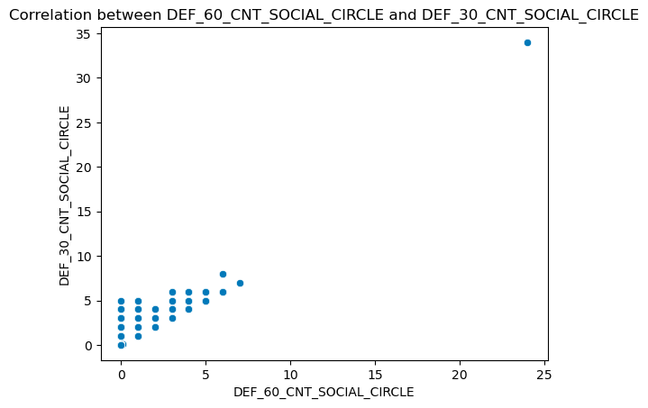 Correlation between DEF_60_CNT_SOCIAL_CIRCLE and DEF_30_CNT_SOCIAL_CIRCLE
35
30
25
20
15
10
5
0
DEF_30_CNT_SOCIAL_CIRCLE
0 5 10 15 20 25
DEF_60_CNT_SOCIAL_CIRCLE